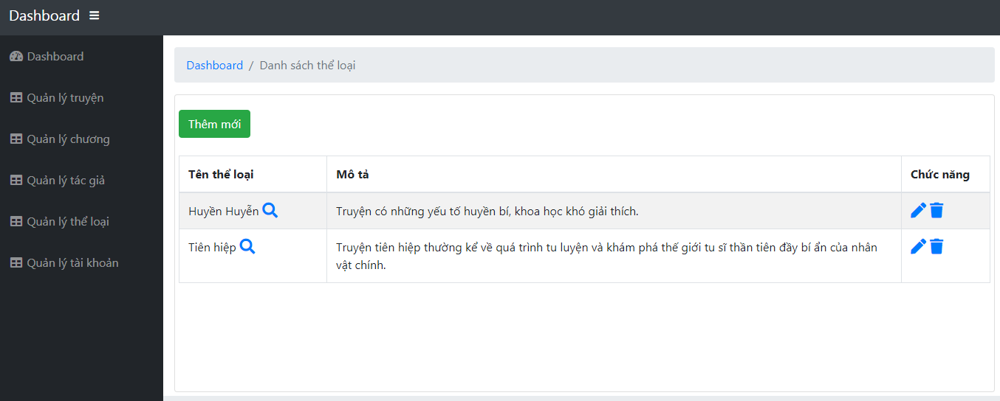 Dashboard
Dashboard
Quản lý truyện
Quản lý chương
Quản lý tác giả
Quản lý thể loại
Quản lý tài khoản
Dashboard / Danh sách thể loại
Thêm mới
Tên thể loại Mô tả Chức năng
Huyền Huyễn Truyện có những yếu tố huyền bí, khoa học khó giải thích.
Tiên hiệp Truyện tiên hiệp thường kể về quá trình tu luyện và khám phá thế giới tu sĩ thần tiên đầy bí ẩn của nhân
vật chính.